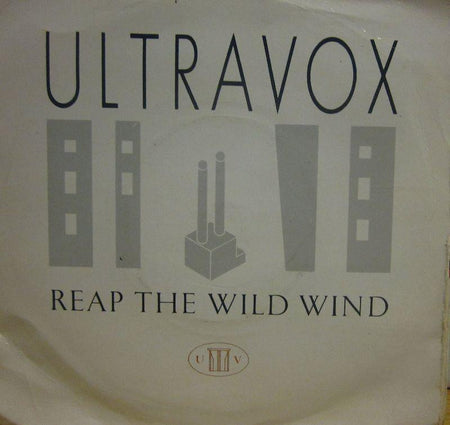 ULTRAVOX
REAP THE WILD WIND
U V